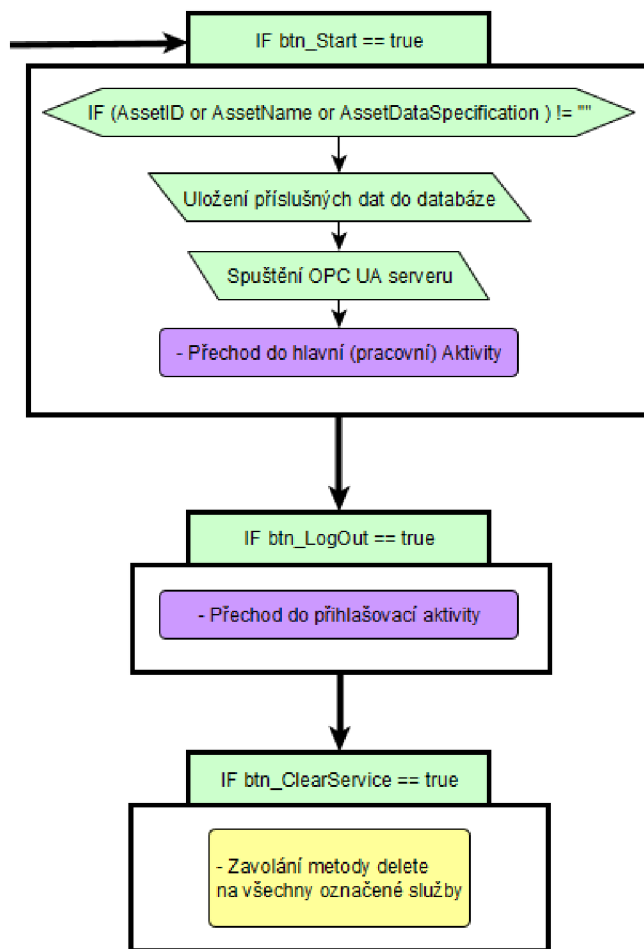 IF btn_Start == true
IF (AssetID or AssetName or AssetDataSpecification ) != ""
Uložení příslušných dat do databáze
Spuštění OPC UA serveru
- Přechod do hlavní (pracovní) Aktivity
IF btn_LogOut == true
- Přechod do přihlašovací aktivity
IF btn_ClearService == true
- Zavolání metody delete
na všechny označené služby